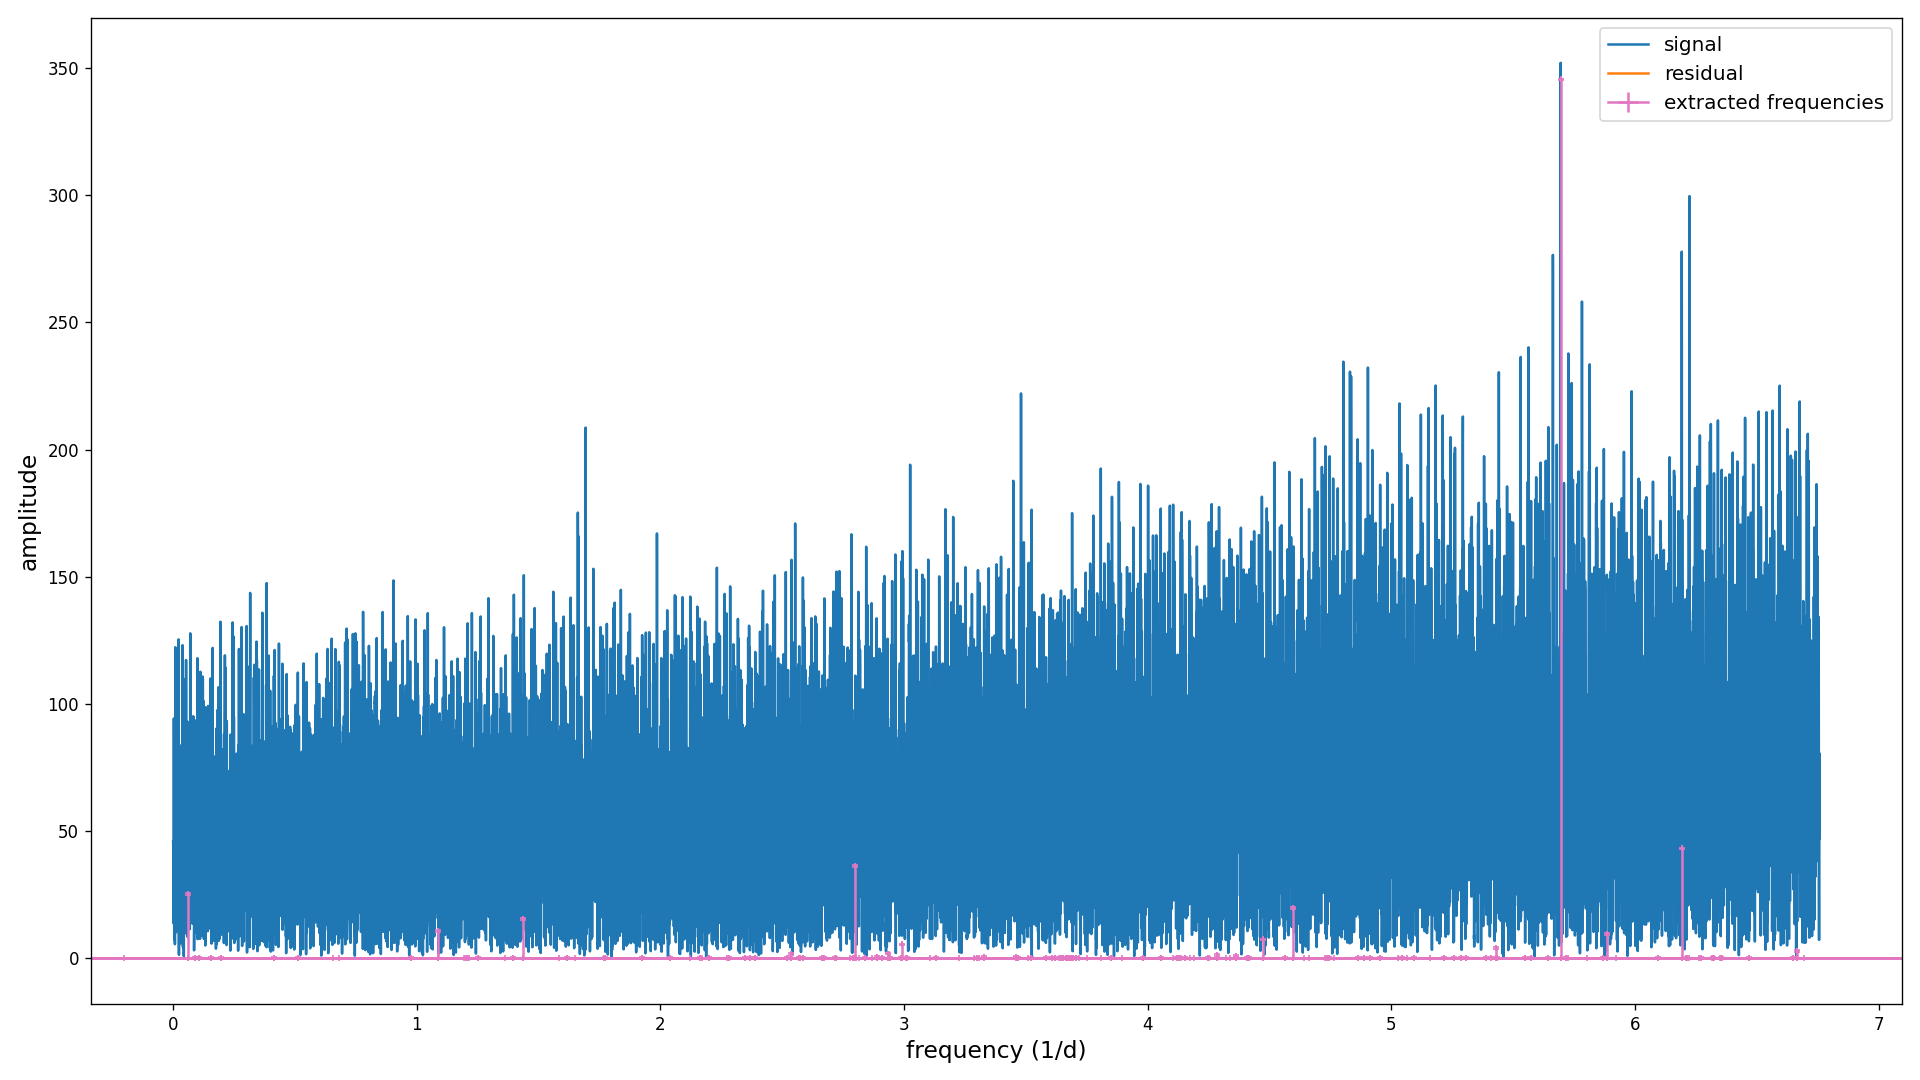 signal
residual
extracted frequencies
amplitude
350
300
250
200
150
100
50
0
0 1 2 3 4 5 6 7
frequency (1/d)